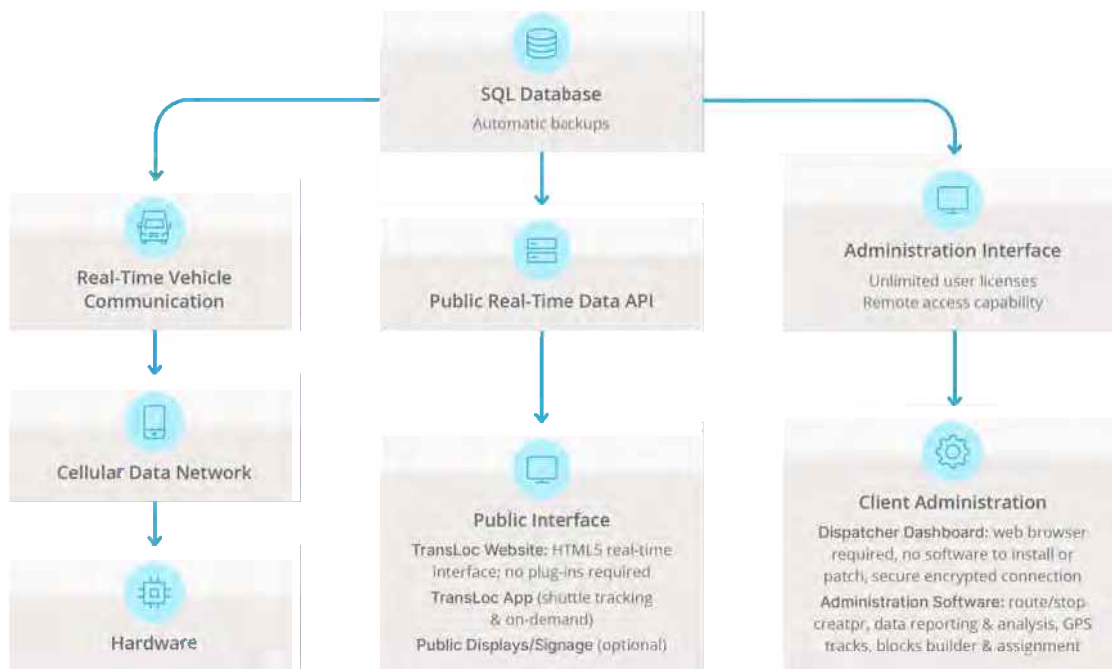 SQL Database
Automatic backups
Real-Time Vehicle
Communication
Public Real-Time Data API
Administration Interface
Unlimited user licenses
Remote access capability
Cellular Data Network
Hardware
Public Interface
TransLoc Website: HTML5 real-time
interface; no plug-ins required
TransLoc App (shuttle tracking
& on-demand)
Public Displays/Signage (optional)
Client Administration
Dispatcher Dashboard: web browser
required, no software to install or
patch, secure encrypted connection
Administration Software: route/stop
creatpr, data reporting & analysis, GPS
tracks, blocks builder & assignment